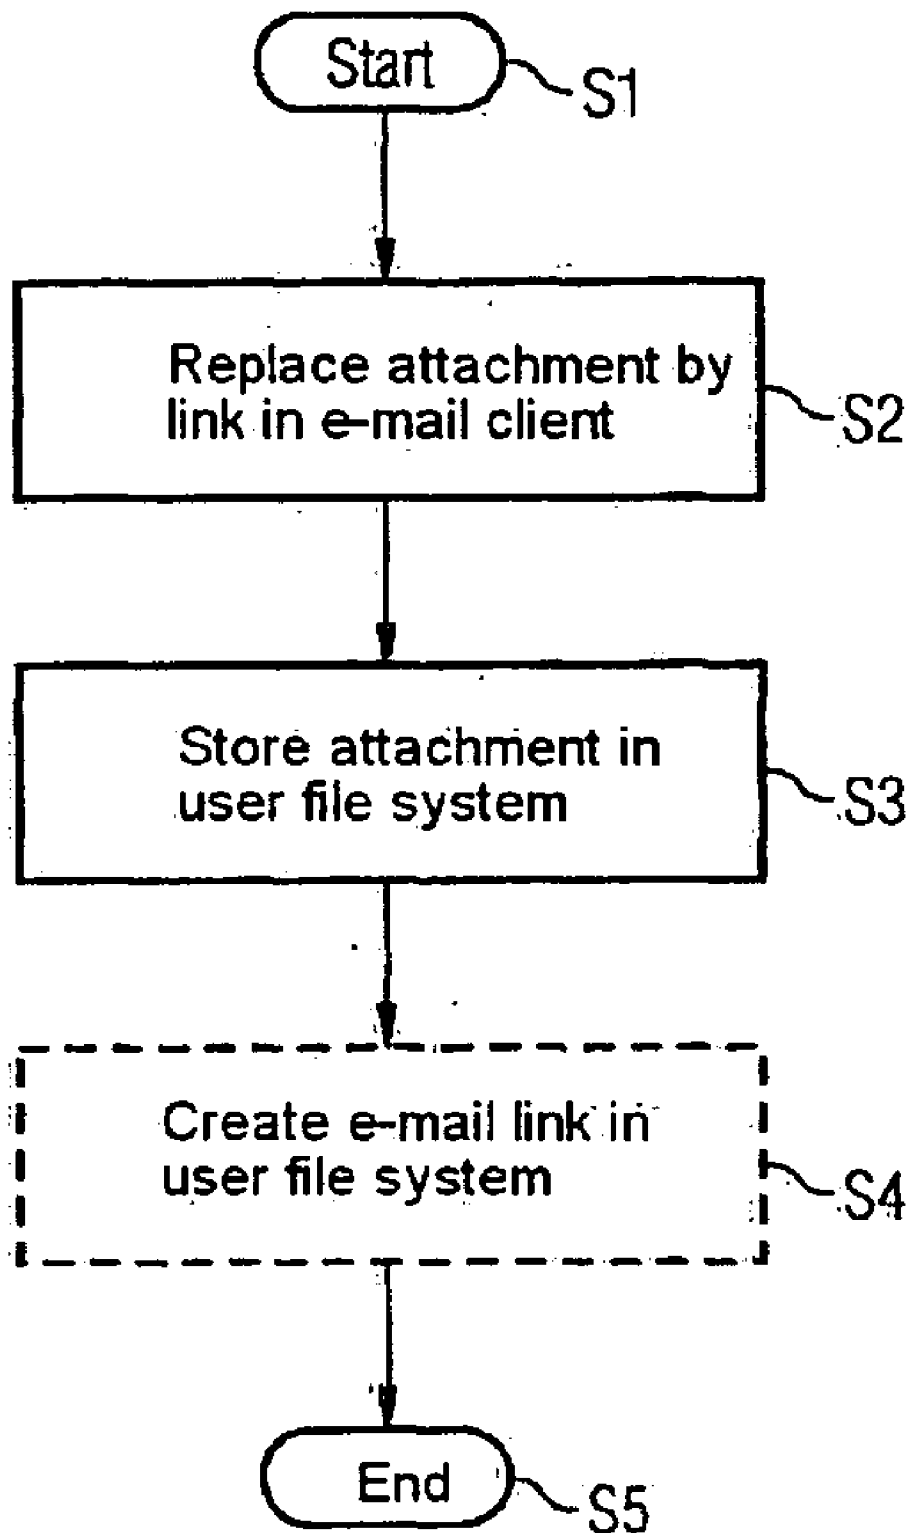 Start
S1
Replace attachment by
link in e-mail client
S2
Store attachment in
user file system
S3
Create e-mail link in
user file system
S4
End
S5